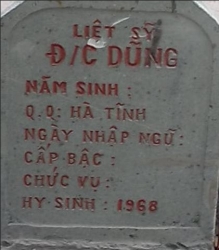 LIỆT SỸ
Đ/C DŨNG
NĂM SINH :
Q.Q: HÀ TĨNH
NGÀY NHẬP NGŨ:
CẤP BẬC :
CHỨC VỤ :
HY SINH : 1968